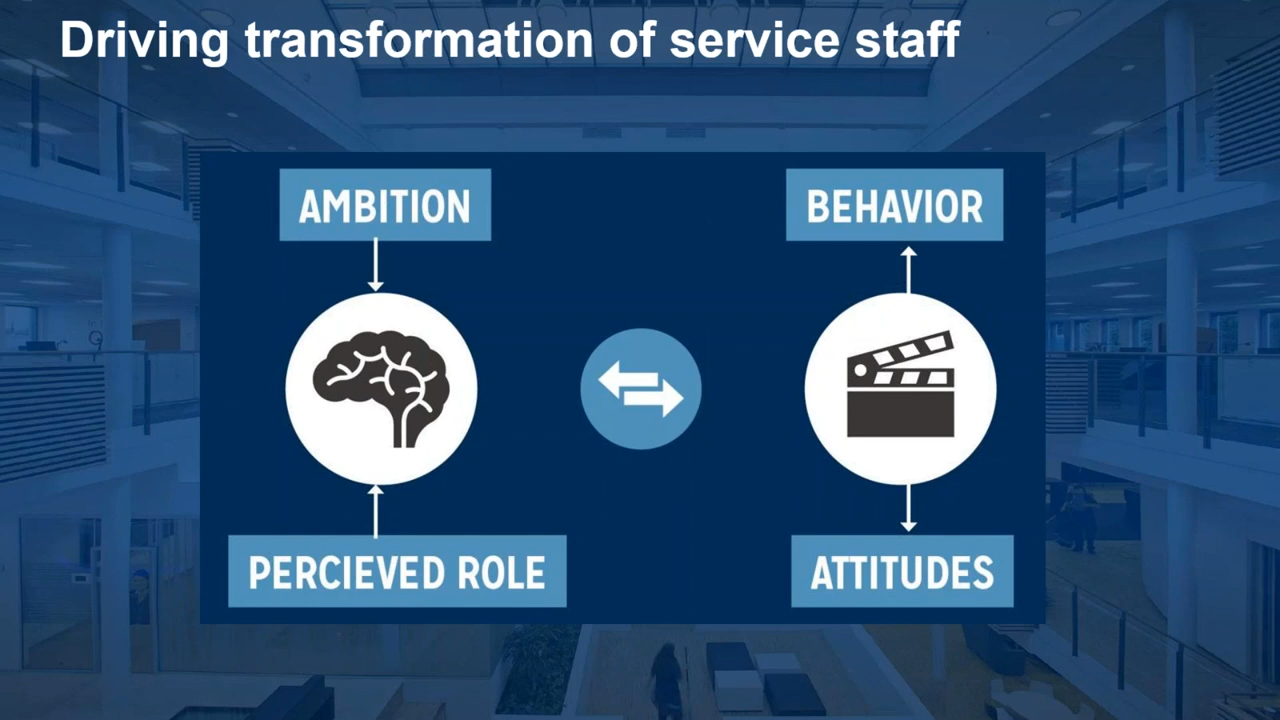 Driving transformation of service staff
AMBITION
BEHAVIOR
PERCIEVED ROLE
ATTITUDES